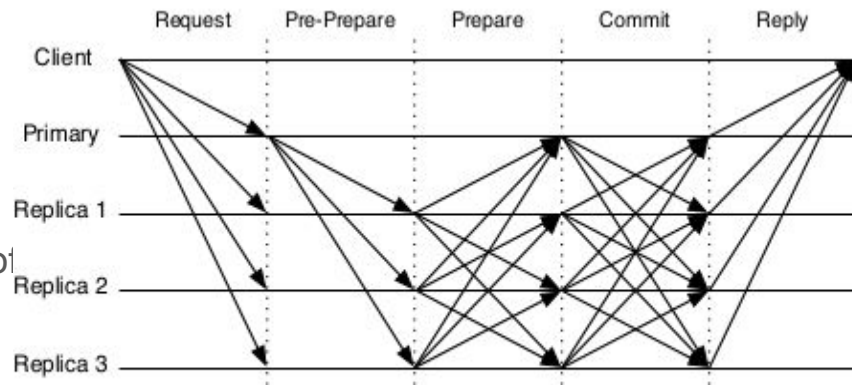 Request Pre-Prepare Prepare Commit Reply
Client
Primary
Replica 1
Replica 2
Replica 3